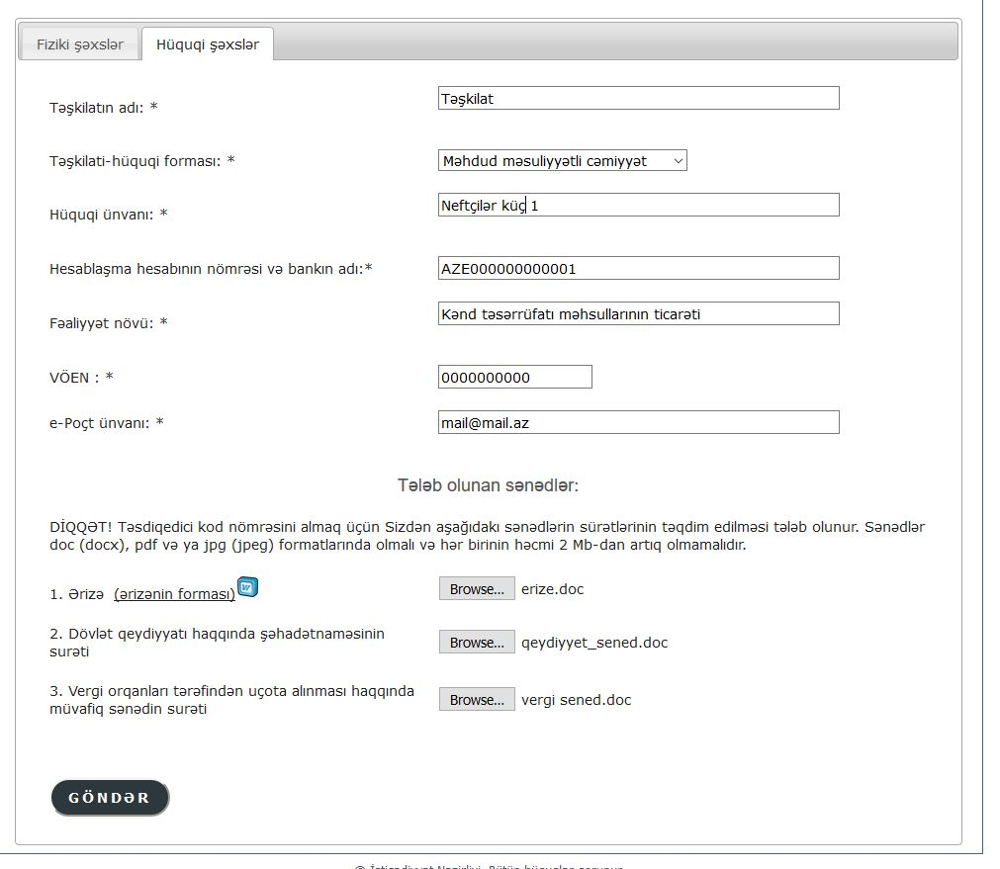 Fiziki şəxslər
Hüquqi şəxslər
Təşkilatın adı: *
Təşkilat
Təşkilati-hüquqi forması: *
Məhdud məsuliyyətli cəmiyyət
Hüquqi ünvanı: *
Neftçilər küç 1
Hesablaşma hesabının nömrəsi və bankın adı:*
AZE000000000001
Fəaliyyət növü: *
Kənd təsərrüfatı məhsullarının ticarəti
VÖEN : *
0000000000
e-Poçt ünvanı: *
mail@mail.az
Tələb olunan sənədlər:
DİQQƏT! Təsdiqedici kod nömrəsini almaq üçün Sizdən aşağıdakı sənədlərin sürətlərinin təqdim edilməsi tələb olunur. Sənədlər
doc (docx), pdf və ya jpg (jpeg) formatlarında olmalı və hər birinin həcmi 2 Mb-dan artıq olmamalıdır.
1. Ərizə (ərizənin forması)
Browse... erize.doc
2. Dövlət qeydiyyatı haqqında şəhadətnaməsinin
surəti
Browse... qeydiyyet_sened.doc
3. Vergi orqanları tərəfindən uçota alınması haqqında
müvafiq sənədin surəti
Browse... vergi sened.doc
GÖNDƏR